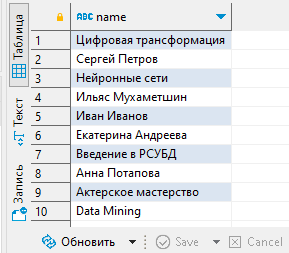 Таблица
Текст
Запись
ABC name
1 Цифровая трансформация
2 Сергей Петров
3 Нейронные сети
4 Ильяс Мухаметшин
5 Иван Иванов
6 Екатерина Андреева
7 Введение в РСУБД
8 Анна Потапова
9 Актерское мастерство
10 Data Mining
Обновить Save Cancel